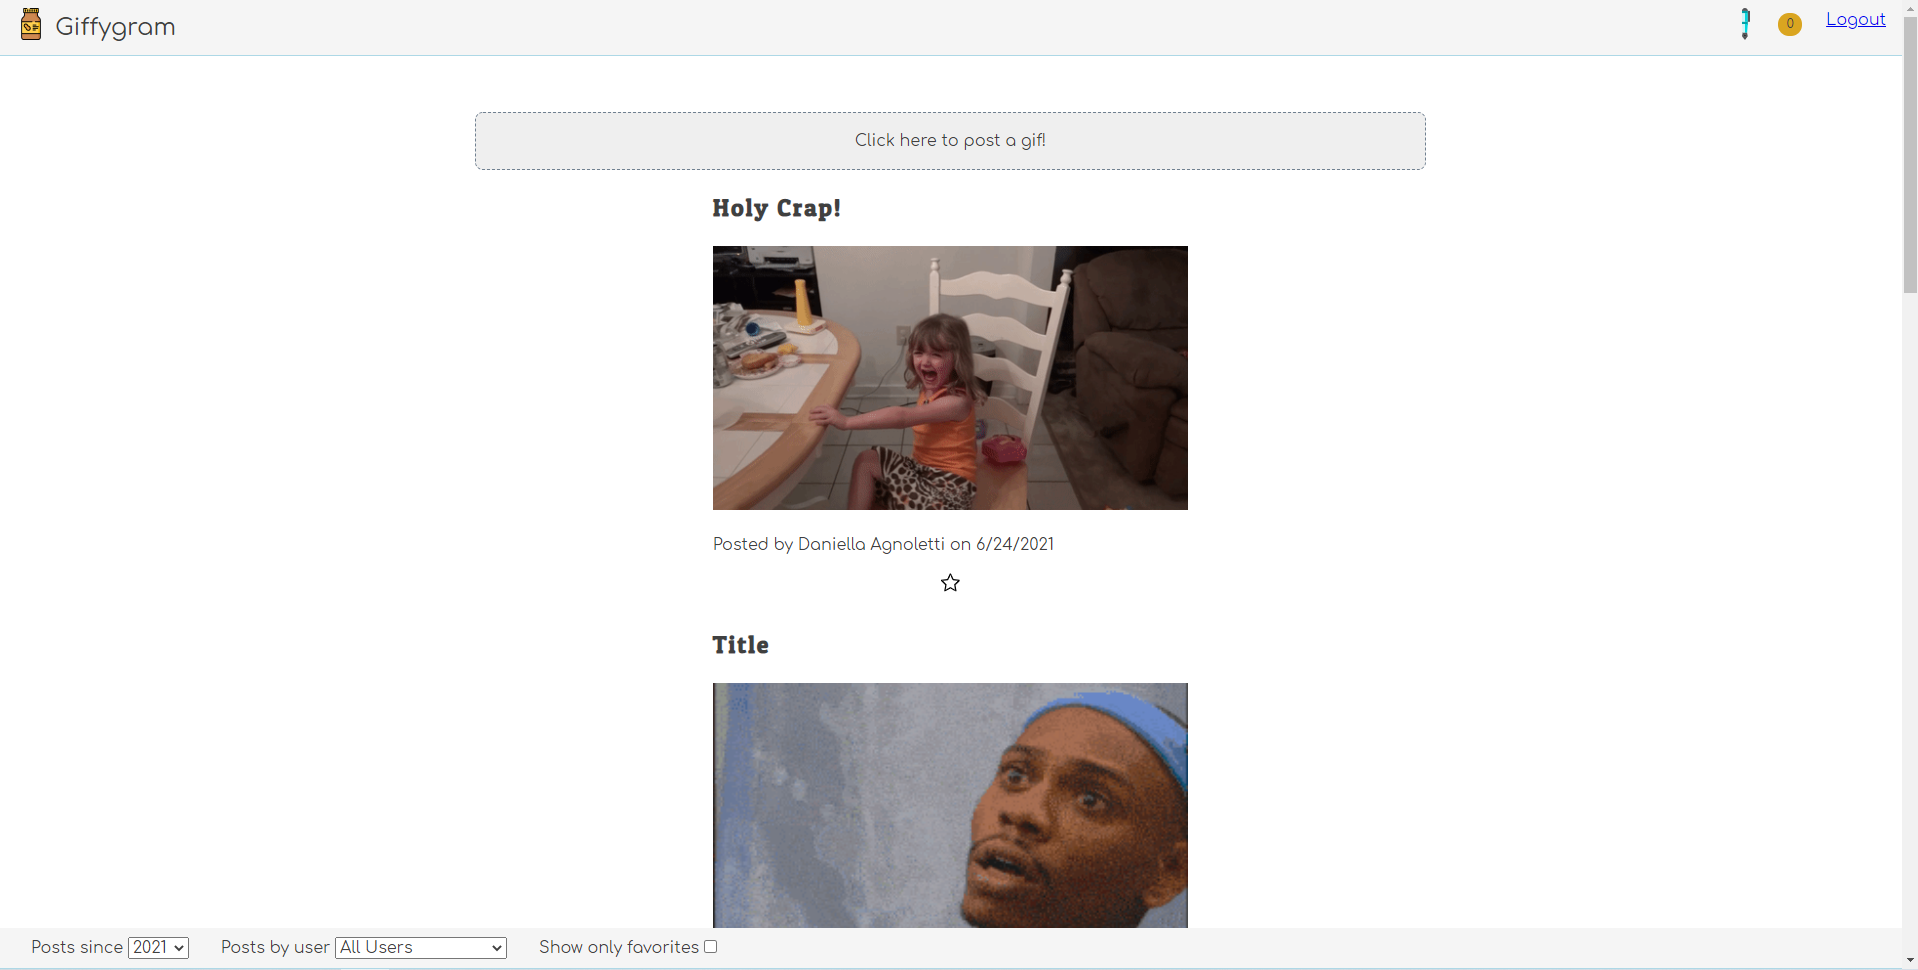 Giffygram
0
Logout
Click here to post a gif!
Holy Crap!
Posted by Daniella Agnoletti on 6/24/2021
Title
Posts since 2021 Posts by user All Users Show only favorites